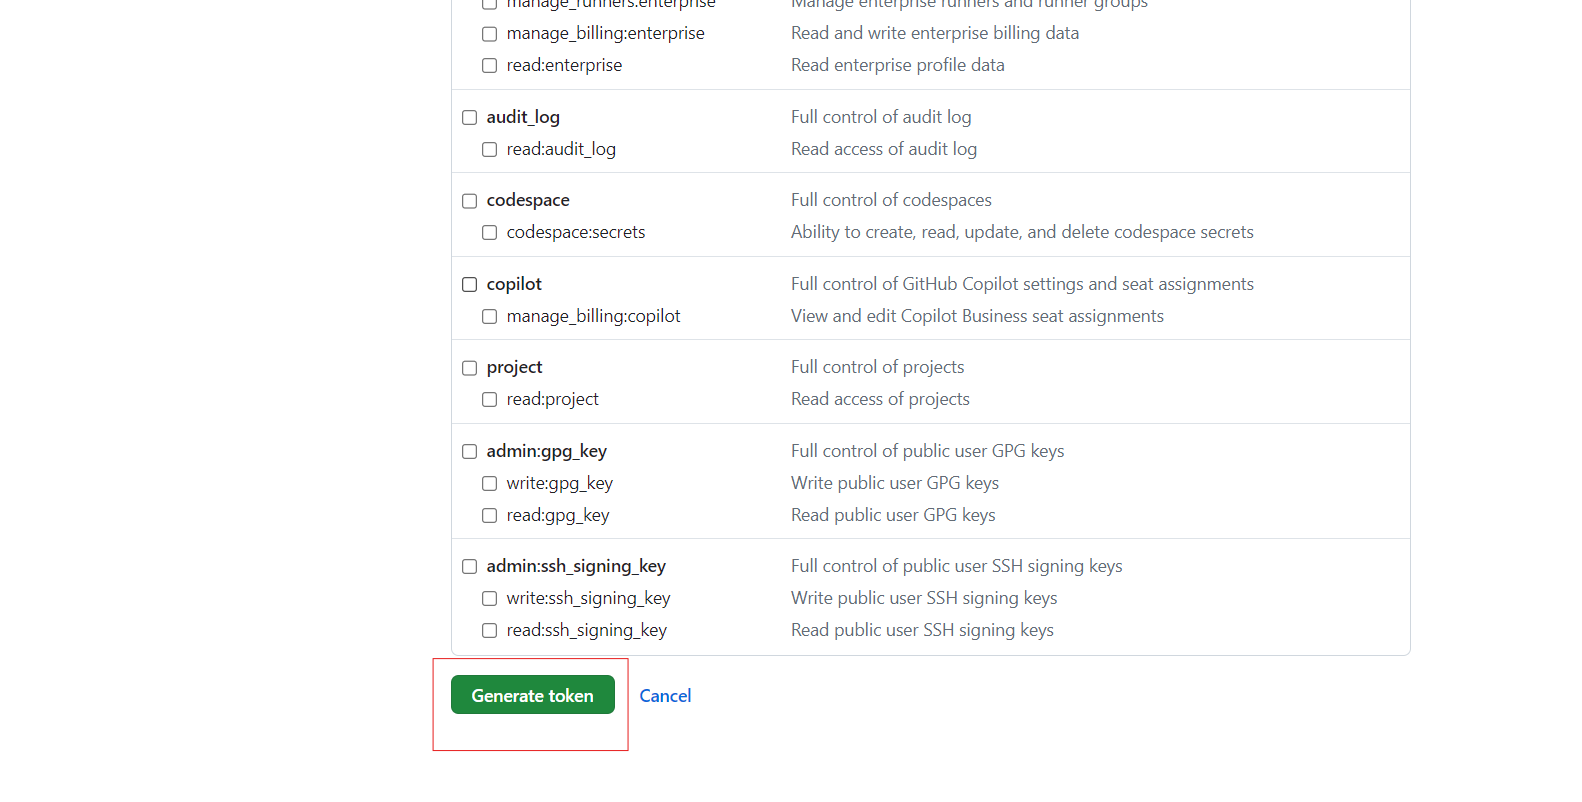 manage_runners:enterprise Manage enterprise runners and runner groups
manage_billing:enterprise Read and write enterprise billing data
read:enterprise Read enterprise profile data
audit_log Full control of audit log
read:audit_log Read access of audit log
codespace Full control of codespaces
codespace:secrets Ability to create, read, update, and delete codespace secrets
copilot Full control of GitHub Copilot settings and seat assignments
manage_billing:copilot View and edit Copilot Business seat assignments
project Full control of projects
read:project Read access of projects
admin:gpg_key Full control of public user GPG keys
write:gpg_key Write public user GPG keys
read:gpg_key Read public user GPG keys
admin:ssh_signing_key Full control of public user SSH signing keys
write:ssh_signing_key Write public user SSH signing keys
read:ssh_signing_key Read public user SSH signing keys
Generate token Cancel